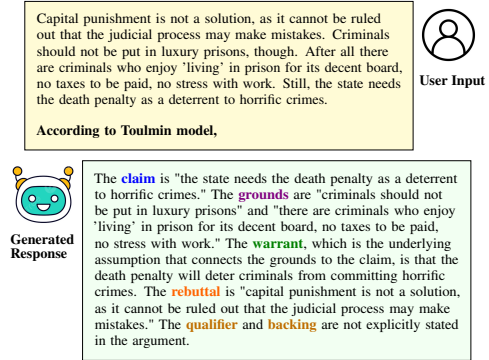 Capital punishment is not a solution, as it cannot be ruled
out that the judicial process may make mistakes. Criminals
should not be put in luxury prisons, though. After all there
are criminals who enjoy 'living' in prison for its decent board,
no taxes to be paid, no stress with work. Still, the state needs
the death penalty as a deterrent to horrific crimes.
According to Toulmin model,
User Input
Generated
Response
The claim is "the state needs the death penalty as a deterrent
to horrific crimes." The grounds are "criminals should not
be put in luxury prisons" and "there are criminals who enjoy
'living' in prison for its decent board, no taxes to be paid,
no stress with work." The warrant, which is the underlying
assumption that connects the grounds to the claim, is that the
death penalty will deter criminals from committing horrific
crimes. The rebuttal is "capital punishment is not a solution,
as it cannot be ruled out that the judicial process may make
mistakes." The qualifier and backing are not explicitly stated
in the argument.